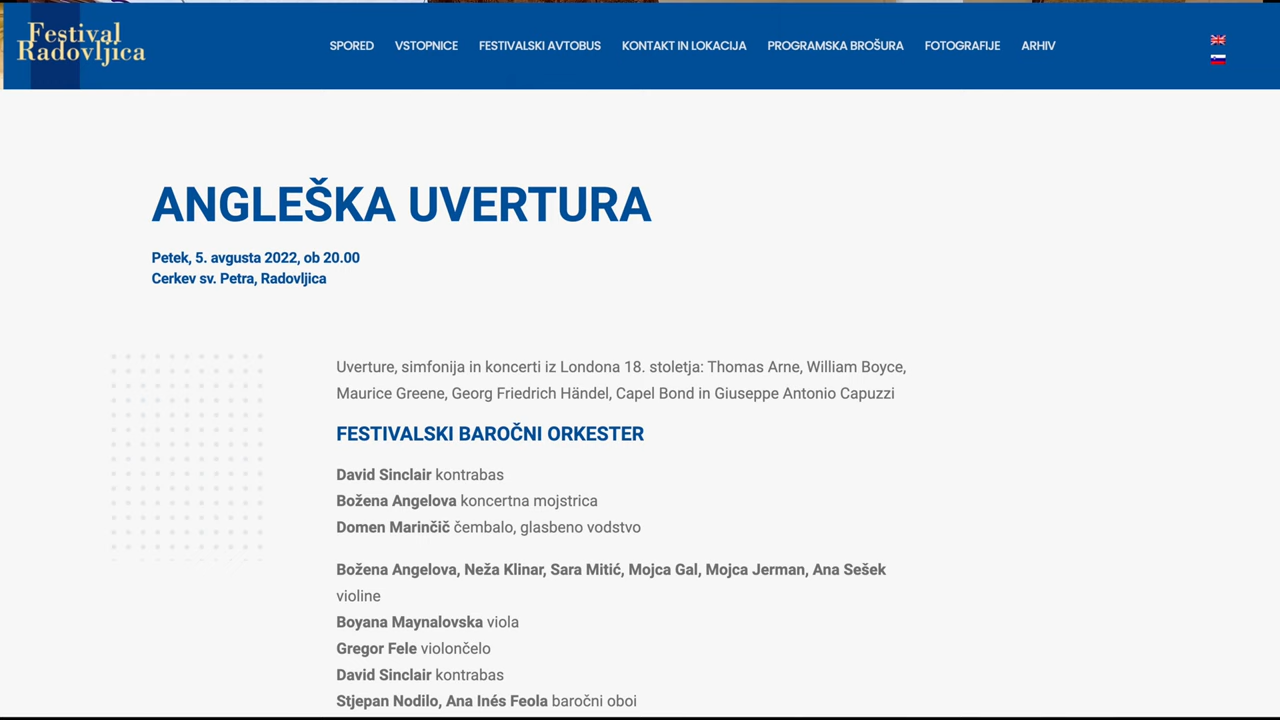 Festival
Radovljica
SPORED VSTOPNICE FESTIVALSKI AVTOBUS KONTAKT IN LOKACIJA PROGRAMSKA BROŠURA FOTOGRAFIJE ARHIV
ANGLEŠKA UVERTURA
Petek, 5. avgusta 2022, ob 20.00
Cerkev sv. Petra, Radovljica
Uverture, simfonija in koncerti iz Londona 18. stoletja: Thomas Arne, William Boyce,
Maurice Greene, Georg Friedrich Händel, Capel Bond in Giuseppe Antonio Capuzzi
FESTIVALSKI BAROČNI ORKESTER
David Sinclair kontrabas
Božena Angelova koncertna mojstrica
Domen Marinčič čembalo, glasbeno vodstvo
Božena Angelova, Neža Klinar, Sara Mitić, Mojca Gal, Mojca Jerman, Ana Sešek
violine
Boyana Maynalovska viola
Gregor Fele violončelo
David Sinclair kontrabas
Stjepan Nodilo, Ana Inés Feola baročni oboi